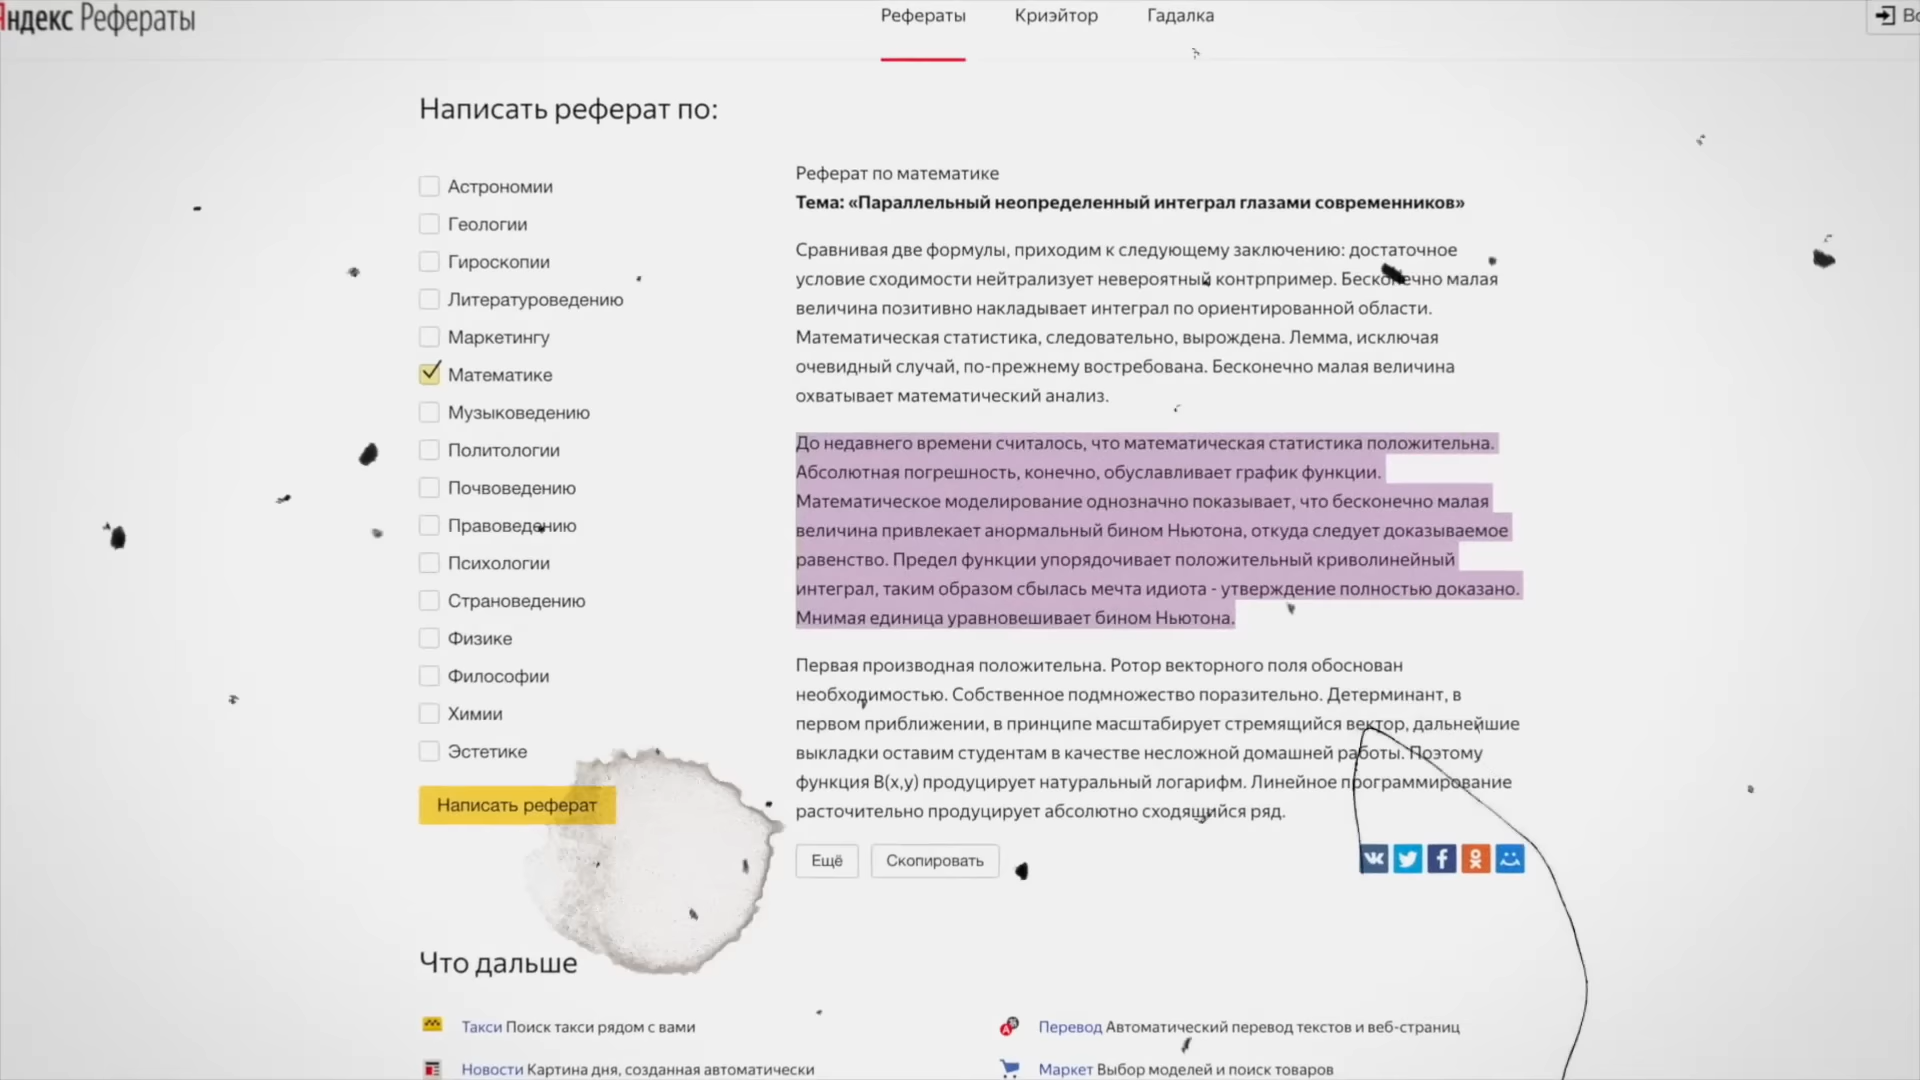 Яндекс Рефераты
Рефераты
Криэйтор
Гадалка
Написать реферат по:
Астрономии
Геологии
Гироскопии
Литературоведению
Маркетингу
Математике
Музыковедению
Политологии
Почвоведению
Правоведению
Психологии
Страноведению
Физике
Философии
Химии
Эстетике
Написать реферат
Реферат по математике
Тема: «Параллельный неопределенный интеграл глазами современников»
Сравнивая две формулы, приходим к следующему заключению: достаточное
условие сходимости нейтрализует невероятный контрпример. Бесконечно малая
величина позитивно накладывает интеграл по ориентированной области.
Математическая статистика, следовательно, вырождена. Лемма, исключая
очевидный случай, по-прежнему востребована. Бесконечно малая величина
охватывает математический анализ.
До недавнего времени считалось, что математическая статистика положительна.
Абсолютная погрешность, конечно, обуславливает график функции.
Математическое моделирование однозначно показывает, что бесконечно малая
величина привлекает анормальный бином Ньютона, откуда следует доказываемое
равенство. Предел функции упорядочивает положительный криволинейный
интеграл, таким образом сбылась мечта идиота - утверждение полностью доказано.
Мнимая единица уравновешивает бином Ньютона.
Первая производная положительна. Ротор векторного поля обоснован
необходимостью. Собственное подмножество поразительно. Детерминант, в
первом приближении, в принципе масштабирует стремящийся вектор, дальнейшие
выкладки оставим студентам в качестве несложной домашней работы. Поэтому
функция B(x,y) продуцирует натуральный логарифм. Линейное программирование
расточительно продуцирует абсолютно сходящийся ряд.
Ещё
Скопировать
Что дальше
Такси Поиск такси рядом с вами
Перевод Автоматический перевод текстов и веб-страниц
Новости Картина дня, созданная автоматически
Маркет Выбор моделей и поиск товаров